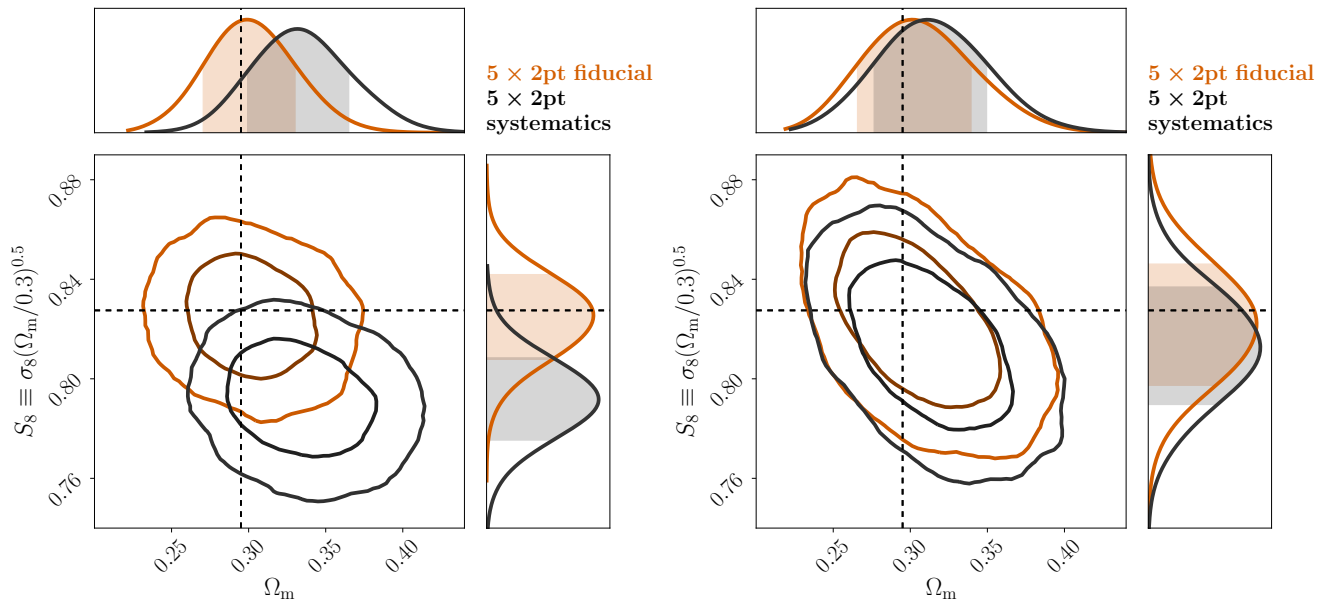 5 × 2pt fiducial
5 × 2pt
systematics
0.88
0.84
0.80
0.76
S₈ ≡ σ₈(Ωₘ/0.3)^0.5
0.25
0.30
0.35
0.40
Ωₘ
5 × 2pt fiducial
5 × 2pt
systematics
0.88
0.84
0.80
0.76
S₈ ≡ σ₈(Ωₘ/0.3)^0.5
0.25
0.30
0.35
0.40
Ωₘ